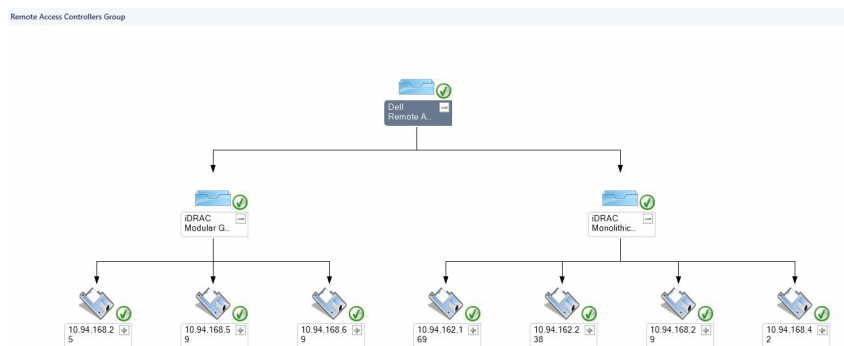 Remote Access Controllers Group
Dell
Remote A..
iDRAC
Modular G..
iDRAC
Monolithic..
10.94.168.2
5
10.94.168.5
9
10.94.168.6
9
10.94.162.1
69
10.94.162.2
38
10.94.168.2
9
10.94.168.4
2